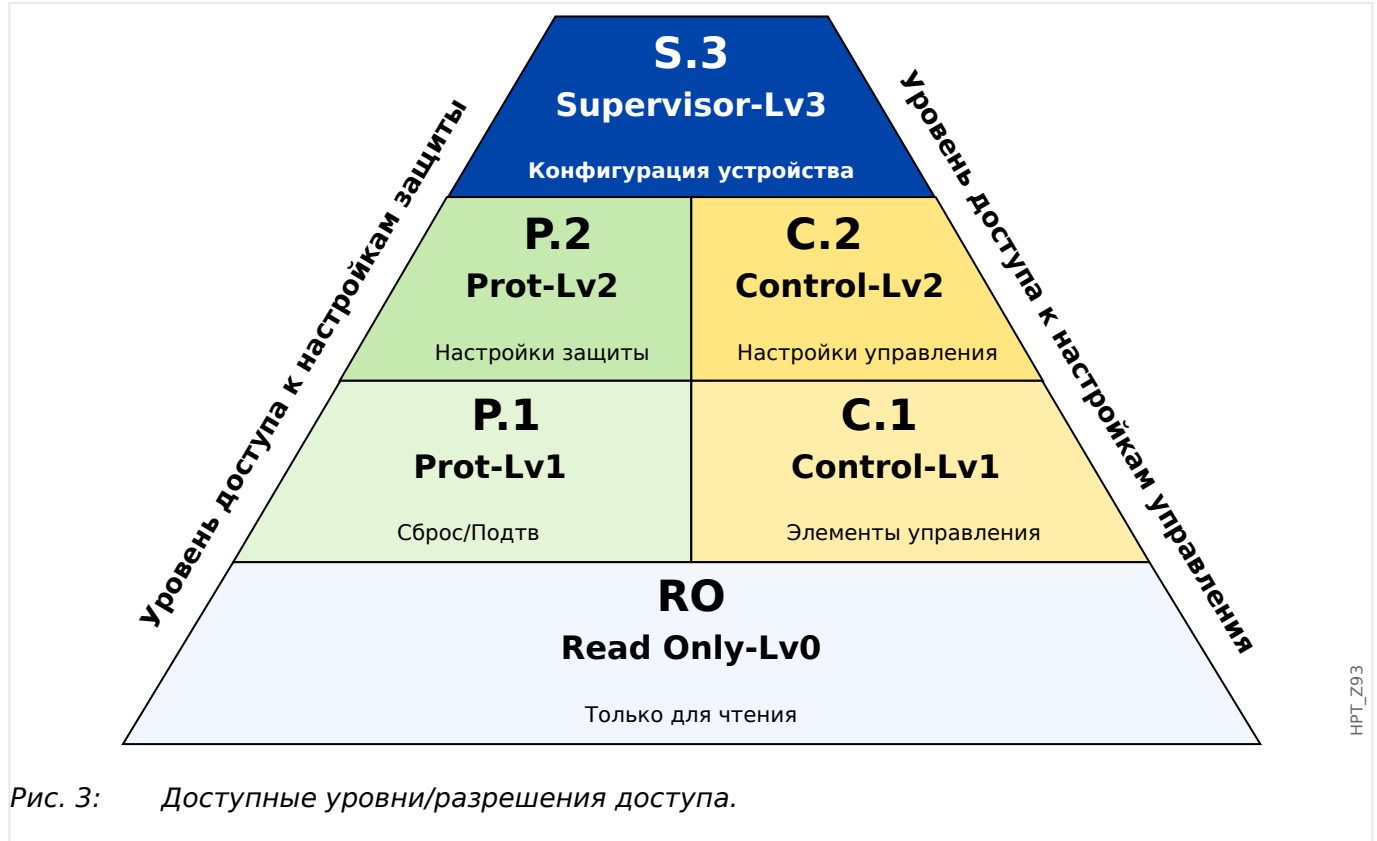 S.3
Supervisor-Lv3
Конфигурация устройства
Уровень доступа к настройкам защиты
Уровень доступа к настройкам управления
P.2
Prot-Lv2
Настройки защиты
C.2
Control-Lv2
Настройки управления
P.1
Prot-Lv1
Сброс/Подтв
C.1
Control-Lv1
Элементы управления
RO
Read Only-Lv0
Только для чтения
HPT_Z93
Рис. 3: Доступные уровни/разрешения доступа.